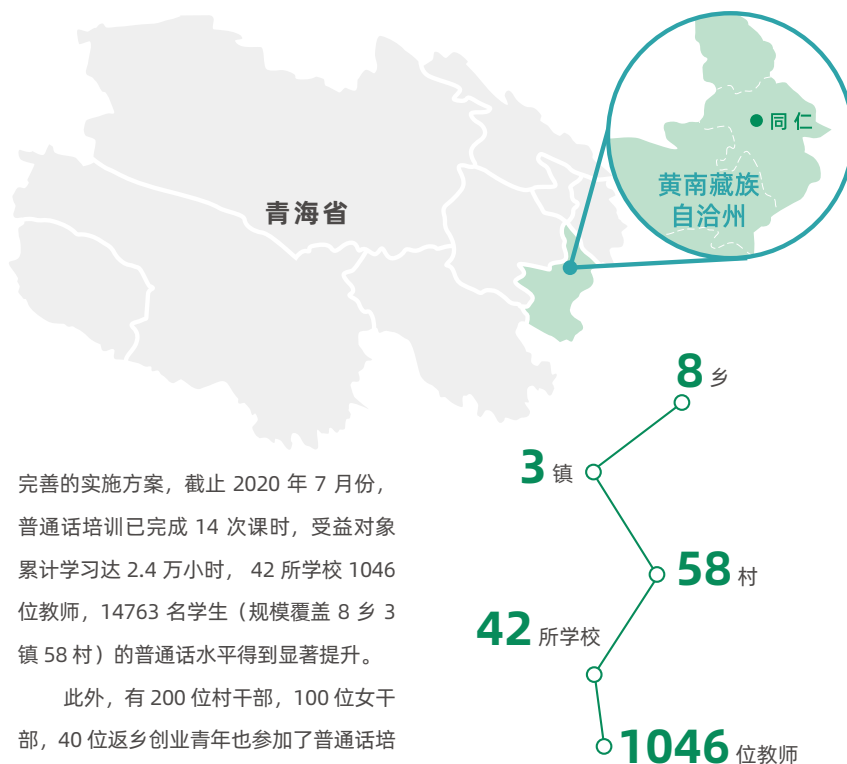 青海省
同仁
黄南藏族
自洽州
8 乡
3 镇
58 村
42 所学校
1046 位教师
完善的实施方案，截止 2020 年 7 月份，
普通话培训已完成 14 次课时，受益对象
累计学习达 2.4 万小时， 42 所学校 1046
位教师，14763 名学生（规模覆盖 8 乡 3
镇 58 村）的普通话水平得到显著提升。
此外，有 200 位村干部，100 位女干
部，40 位返乡创业青年也参加了普通话培